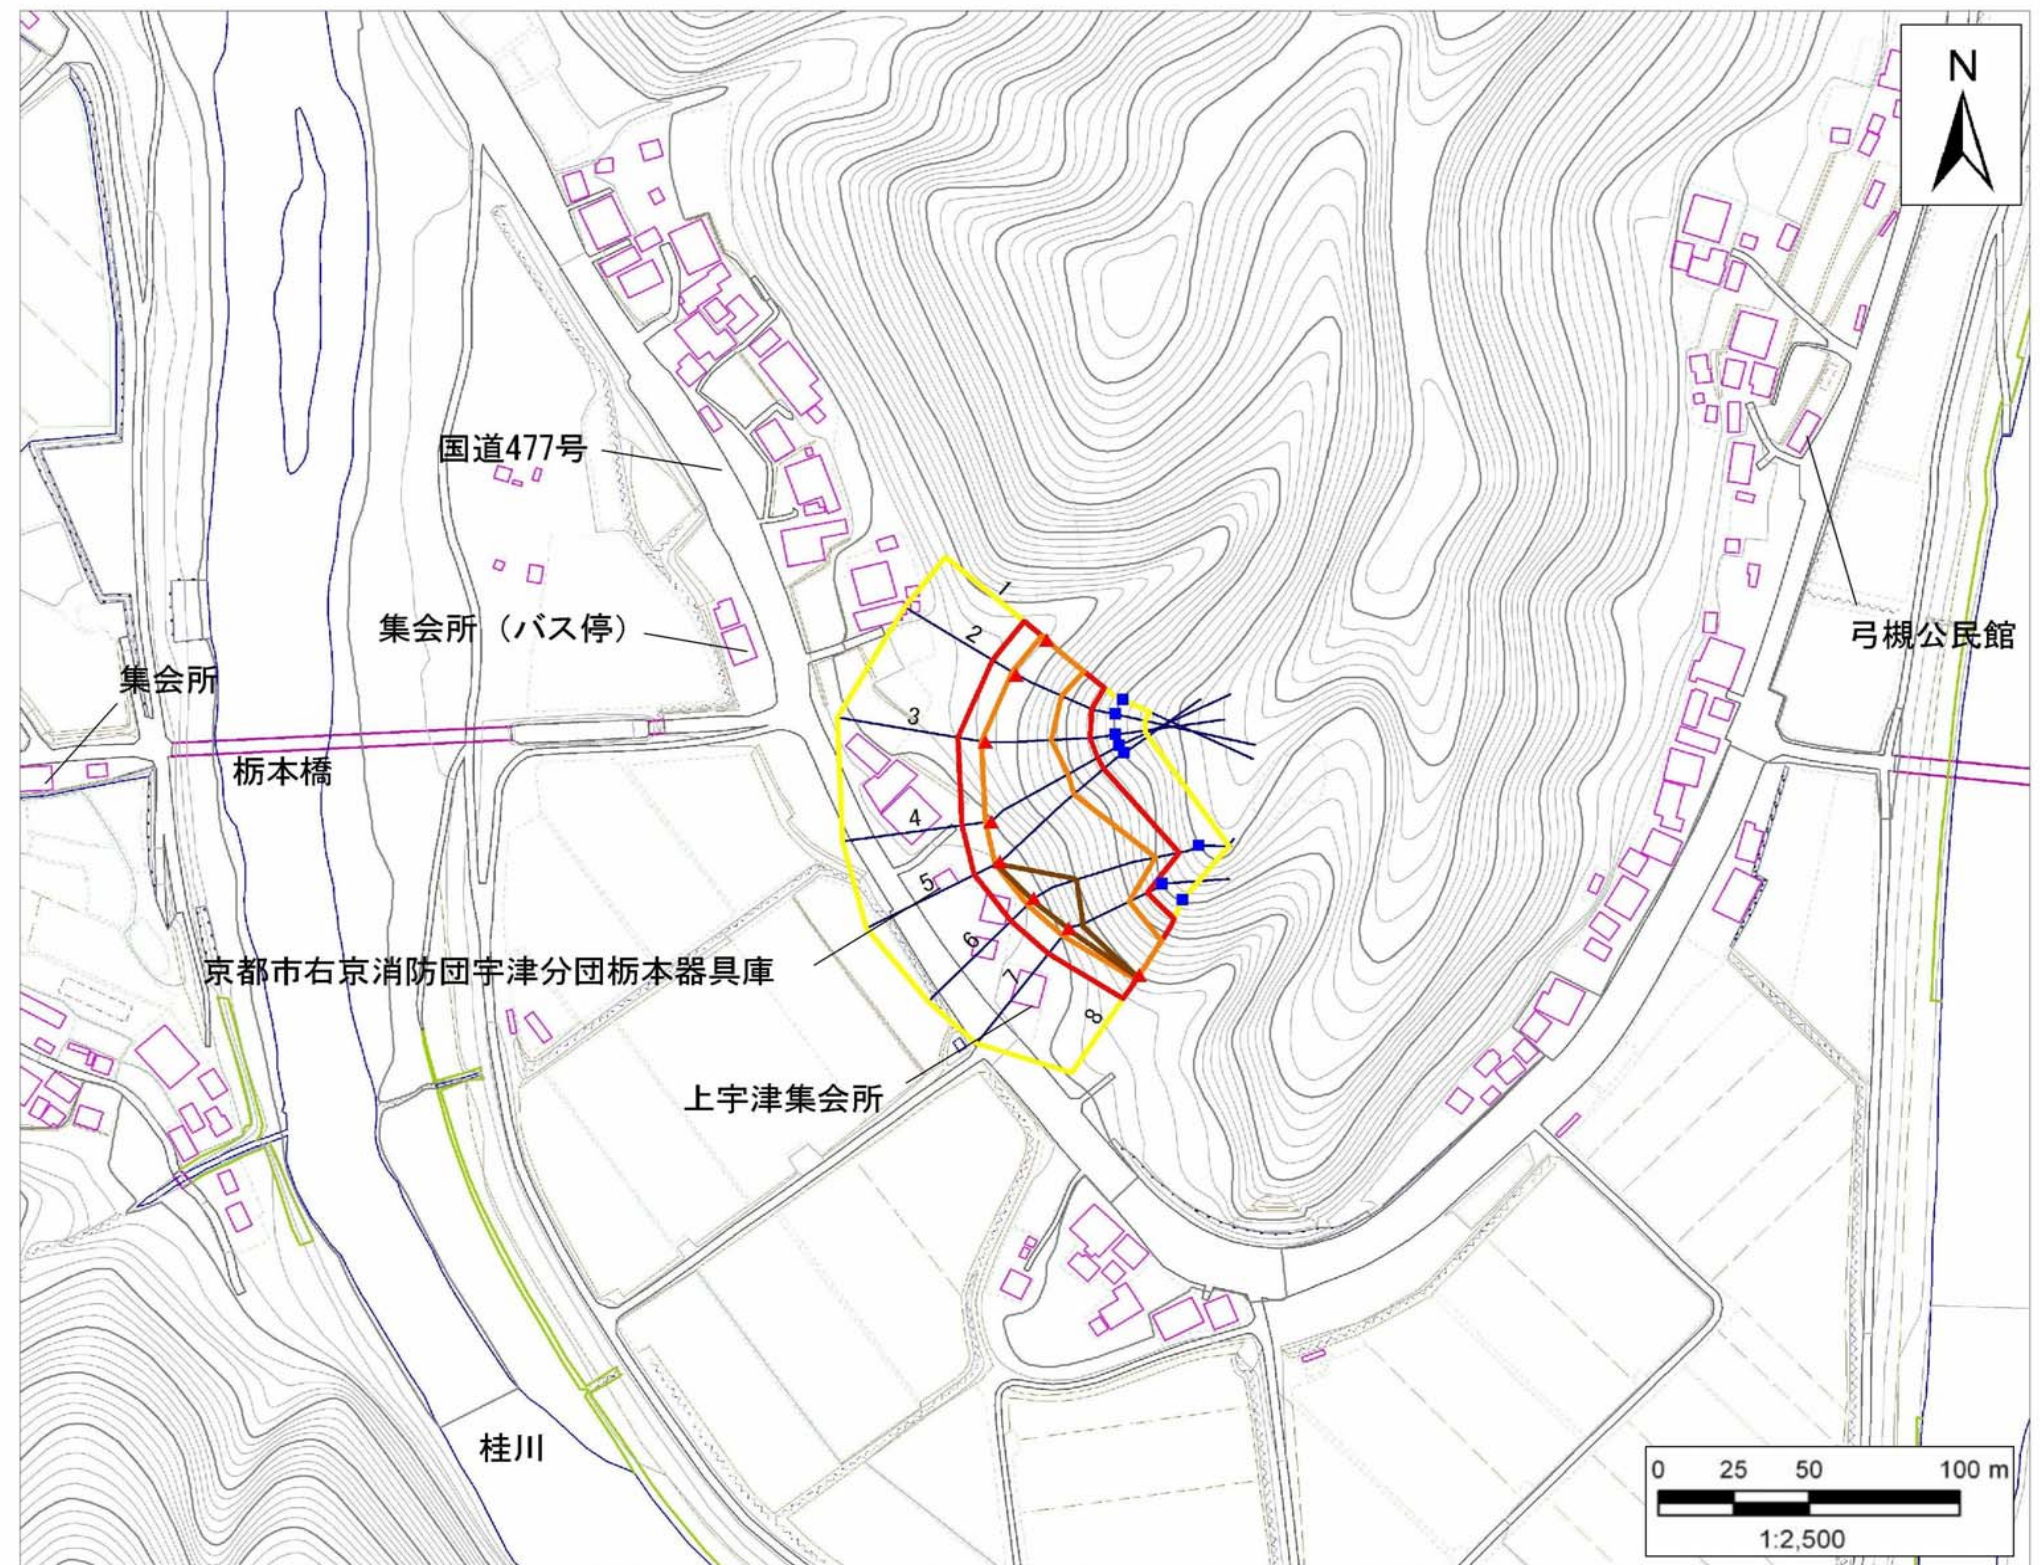 N
国道477号
1
2
集会所（バス停）
弓槻公民館
集会所
3
栃本橋
4
5
6
京都市右京消防団宇津分団栃本器具庫
7
8
上宇津集会所
桂川
0 25 50 100 m
1:2,500